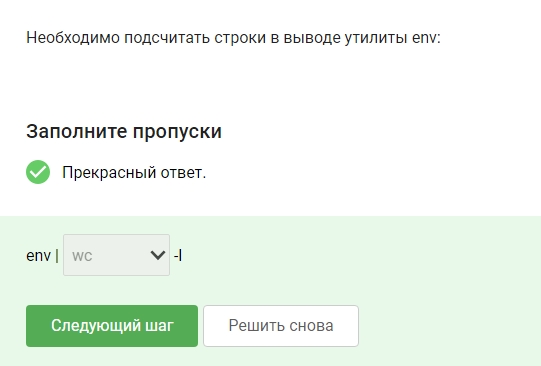 Необходимо подсчитать строки в выводе утилиты env:
Заполните пропуски
Прекрасный ответ.
env | wc -l
Следующий шаг Решить снова